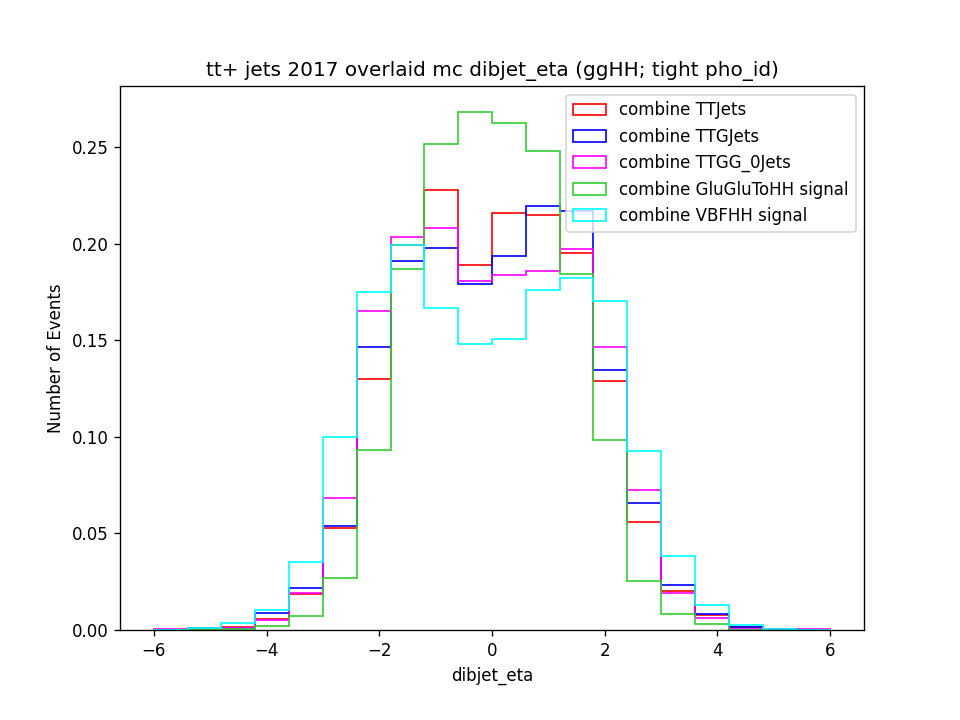 tt+ jets 2017 overlaid mc dibjet_eta (ggHH; tight pho_id)
combine TTJets
combine TTGJets
combine TTGG_0Jets
combine GluGluToHH signal
combine VBFHH signal
Number of Events
0.25
0.20
0.15
0.10
0.05
0.00
−6 −4 −2 0 2 4 6
dibjet_eta